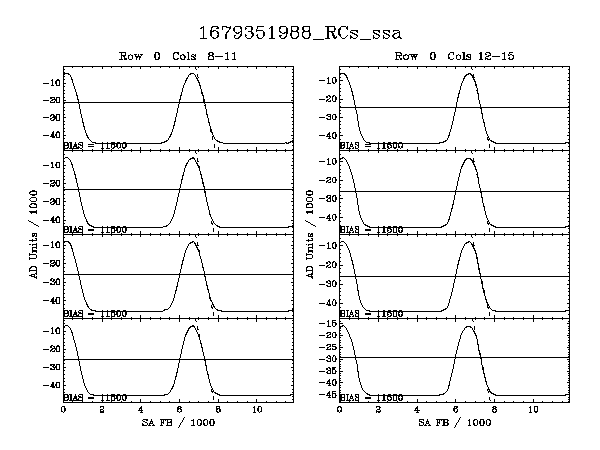 1679351988_RCs_ssa
Row 0 Cols 8-11
Row 0 Cols 12-15
-10
-20
-30
-40
BIAS = 11600
-10
-20
-30
-40
BIAS = 11600
-10
-20
-30
-40
BIAS = 11600
-10
-20
-30
-40
BIAS = 11600
0 2 4 6 8 10
SA FB / 1000
AD Units / 1000
-10
-20
-30
-40
BIAS = 11600
-10
-20
-30
-40
BIAS = 11600
-10
-20
-30
-40
BIAS = 11600
-15
-20
-25
-30
-35
-40
-45
BIAS = 11600
0 2 4 6 8 10
SA FB / 1000
AD Units / 1000